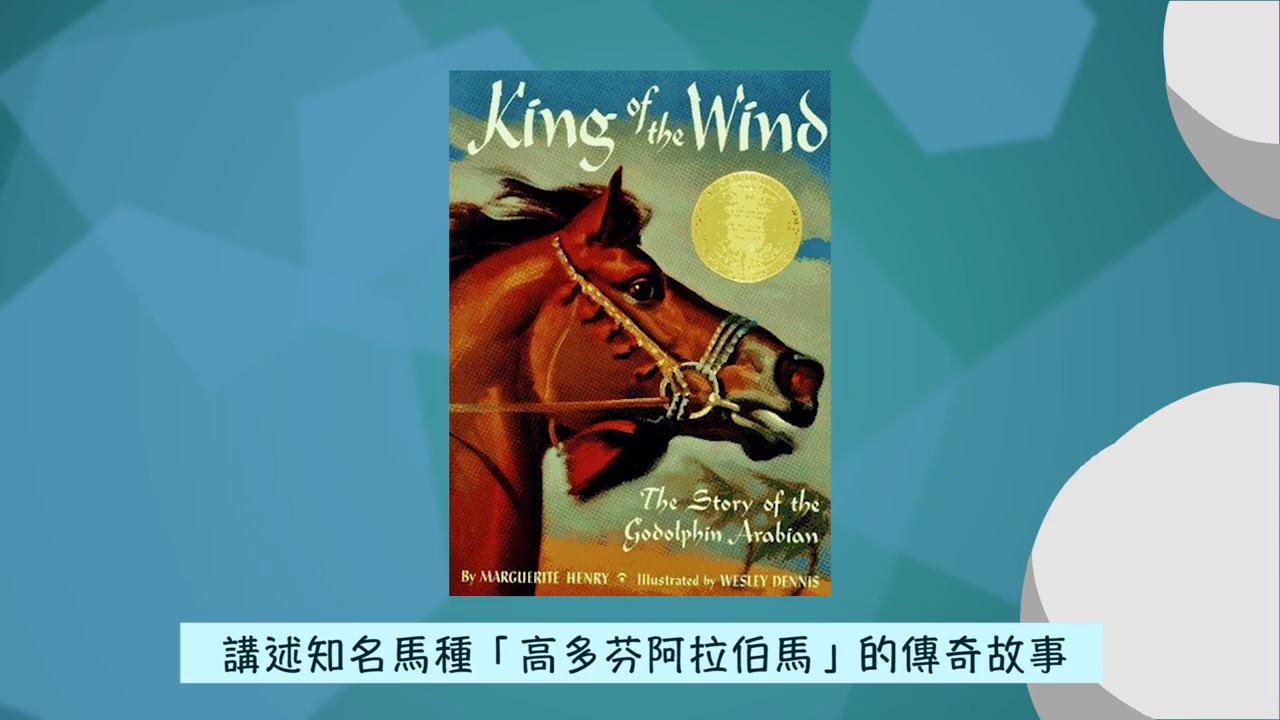 King of the Wind
The Story of the
Godolphin Arabian
By MARGUERITE HENRY Illustrated by WESLEY DENNIS
講述知名馬種「高多芬阿拉伯馬」的傳奇故事